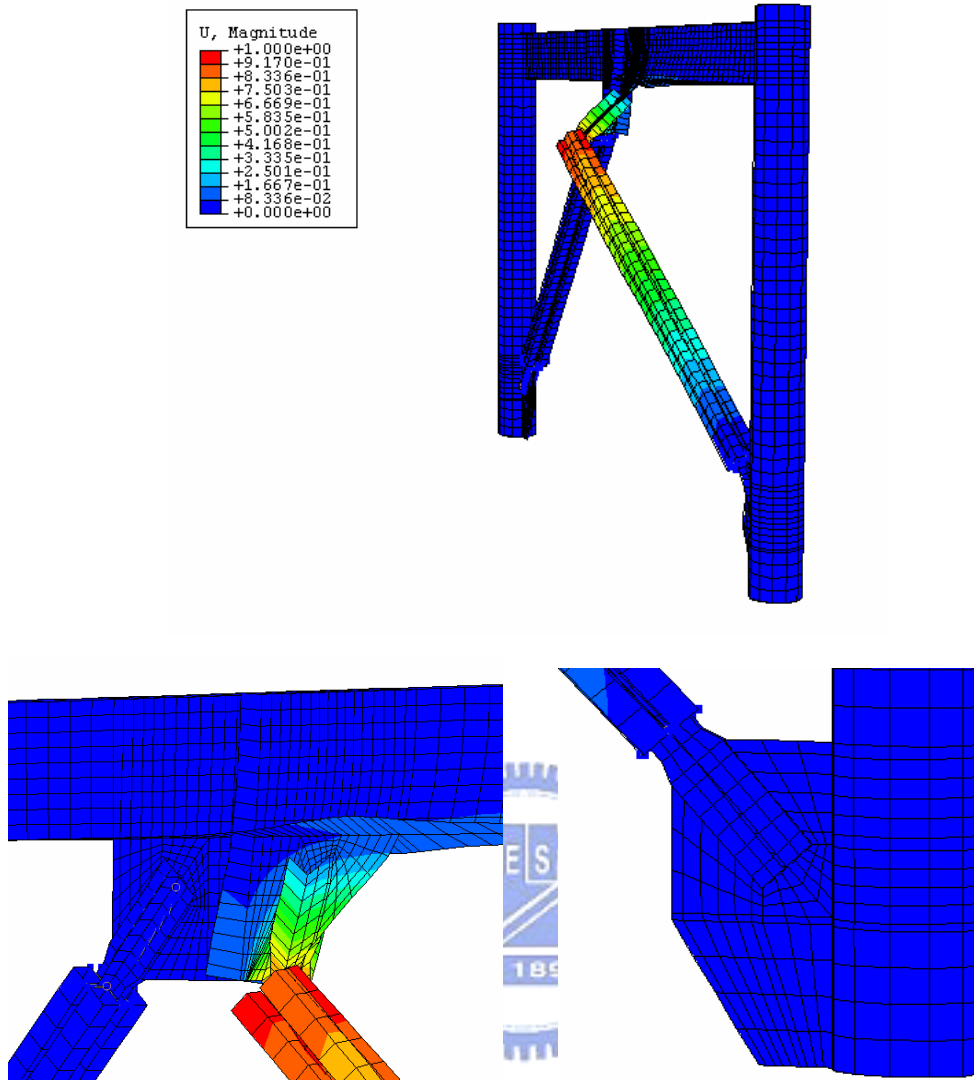 U, Magnitude
+1.000e+00
+9.170e-01
+8.336e-01
+7.503e-01
+6.669e-01
+5.835e-01
+5.002e-01
+4.168e-01
+3.335e-01
+2.501e-01
+1.667e-01
+8.336e-02
+0.000e+00
E S
189